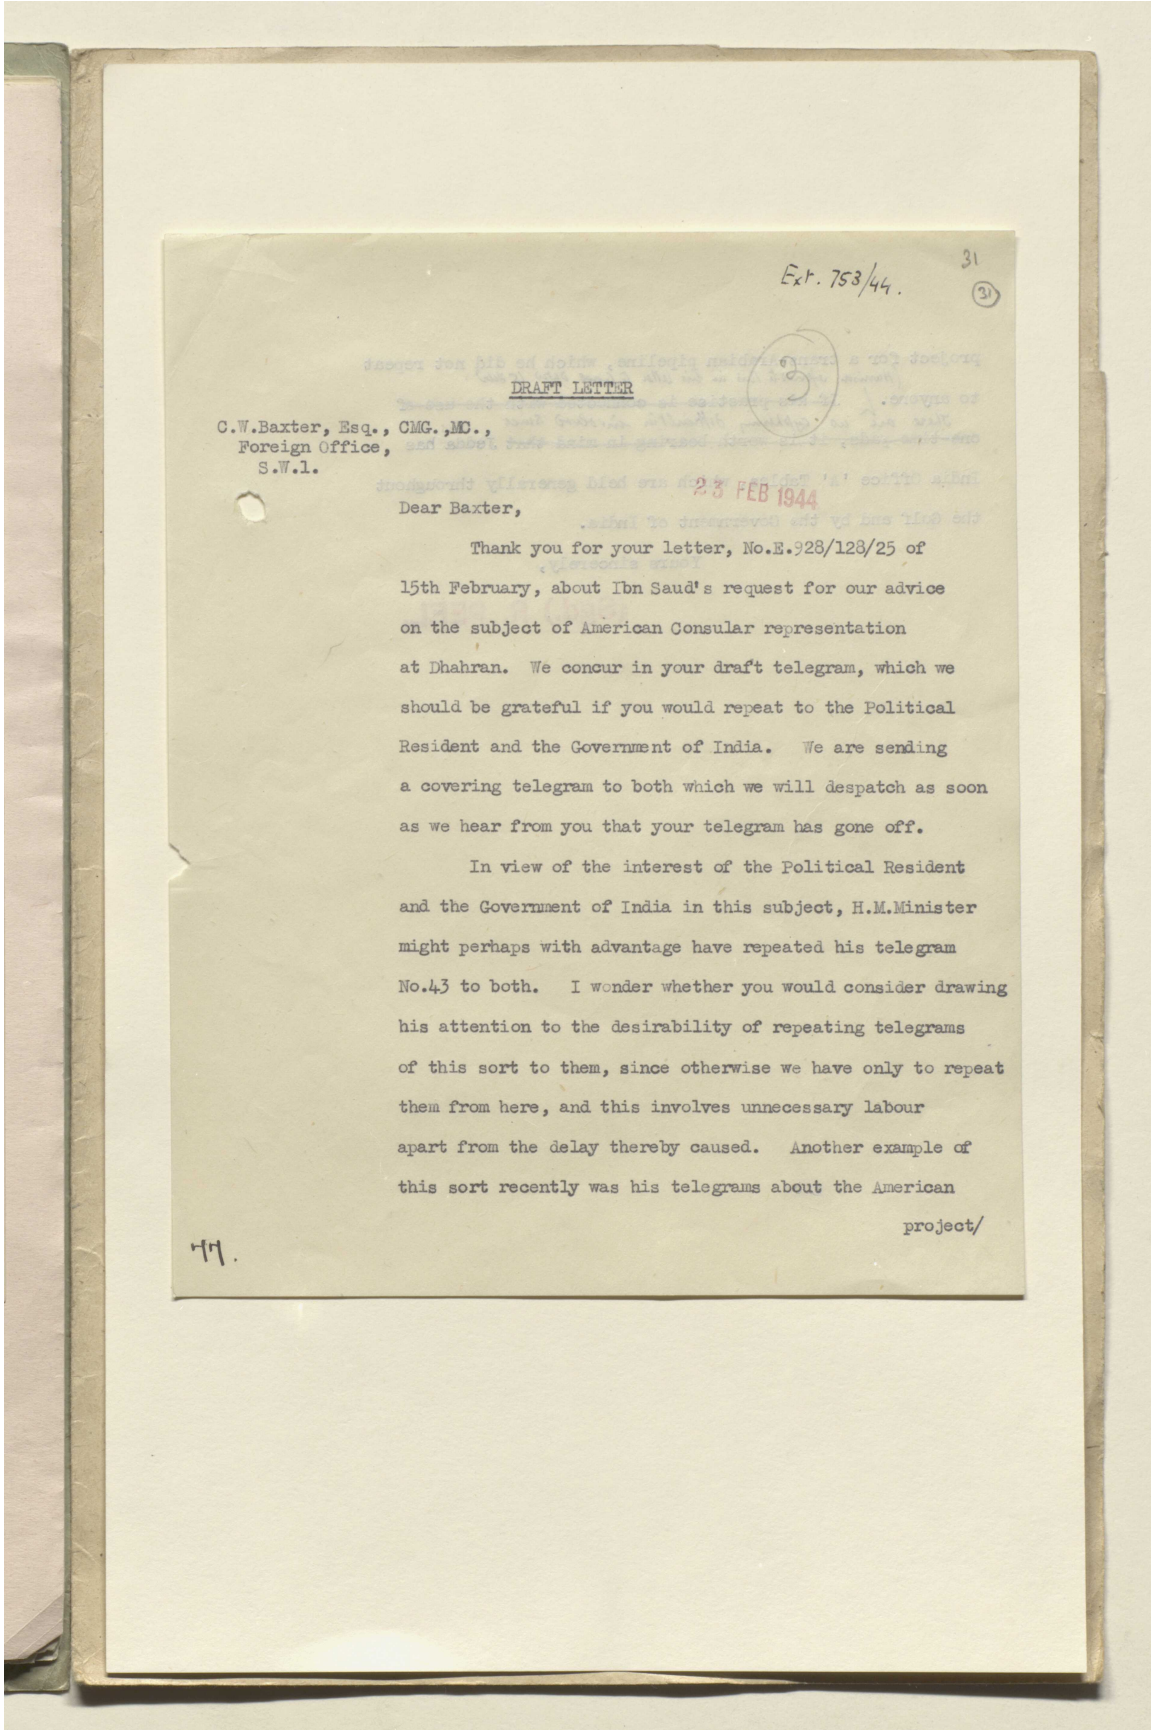 31
Ext. 753/44.
31
3
DRAFT LETTER
C.W.Baxter, Esq., CMG.,MC.,
Foreign Office,
S.W.1.
23 FEB 1944
Dear Baxter,
Thank you for your letter, No.E.928/128/25 of
15th February, about Ibn Saud's request for our advice
on the subject of American Consular representation
at Dhahran. We concur in your draft telegram, which we
should be grateful if you would repeat to the Political
Resident and the Government of India. We are sending
a covering telegram to both which we will despatch as soon
as we hear from you that your telegram has gone off.
In view of the interest of the Political Resident
and the Government of India in this subject, H.M.Minister
might perhaps with advantage have repeated his telegram
No.43 to both. I wonder whether you would consider drawing
his attention to the desirability of repeating telegrams
of this sort to them, since otherwise we have only to repeat
them from here, and this involves unnecessary labour
apart from the delay thereby caused. Another example of
this sort recently was his telegrams about the American
project/
77.